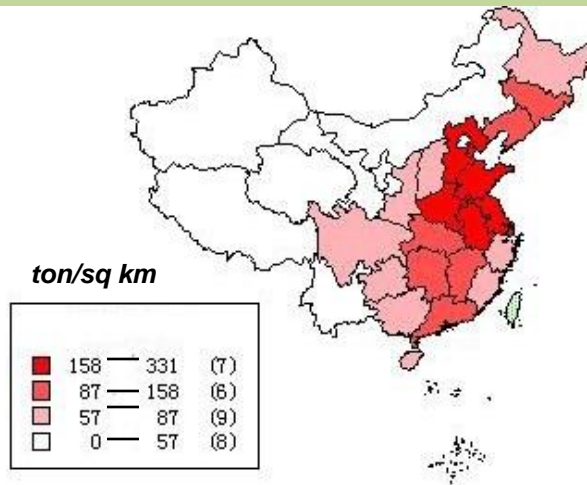 ton/sq km
158 — 331 (7)
87 — 158 (6)
57 — 87 (9)
0 — 57 (8)